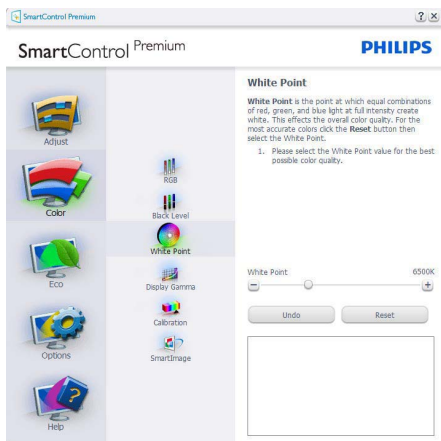 SmartControl Premium
? ×
SmartControl Premium
PHILIPS
Adjust
Color
Eco
Options
Help
RGB
Black Level
White Point
Display Gamma
Calibration
SmartImage
White Point
White Point is the point at which equal combinations
of red, green, and blue light at full intensity create
white. This effects the overall color quality. For the
most accurate colors click the Reset button then
select the White Point.
1. Please select the White Point value for the best
possible color quality.
White Point 6500K
Undo Reset